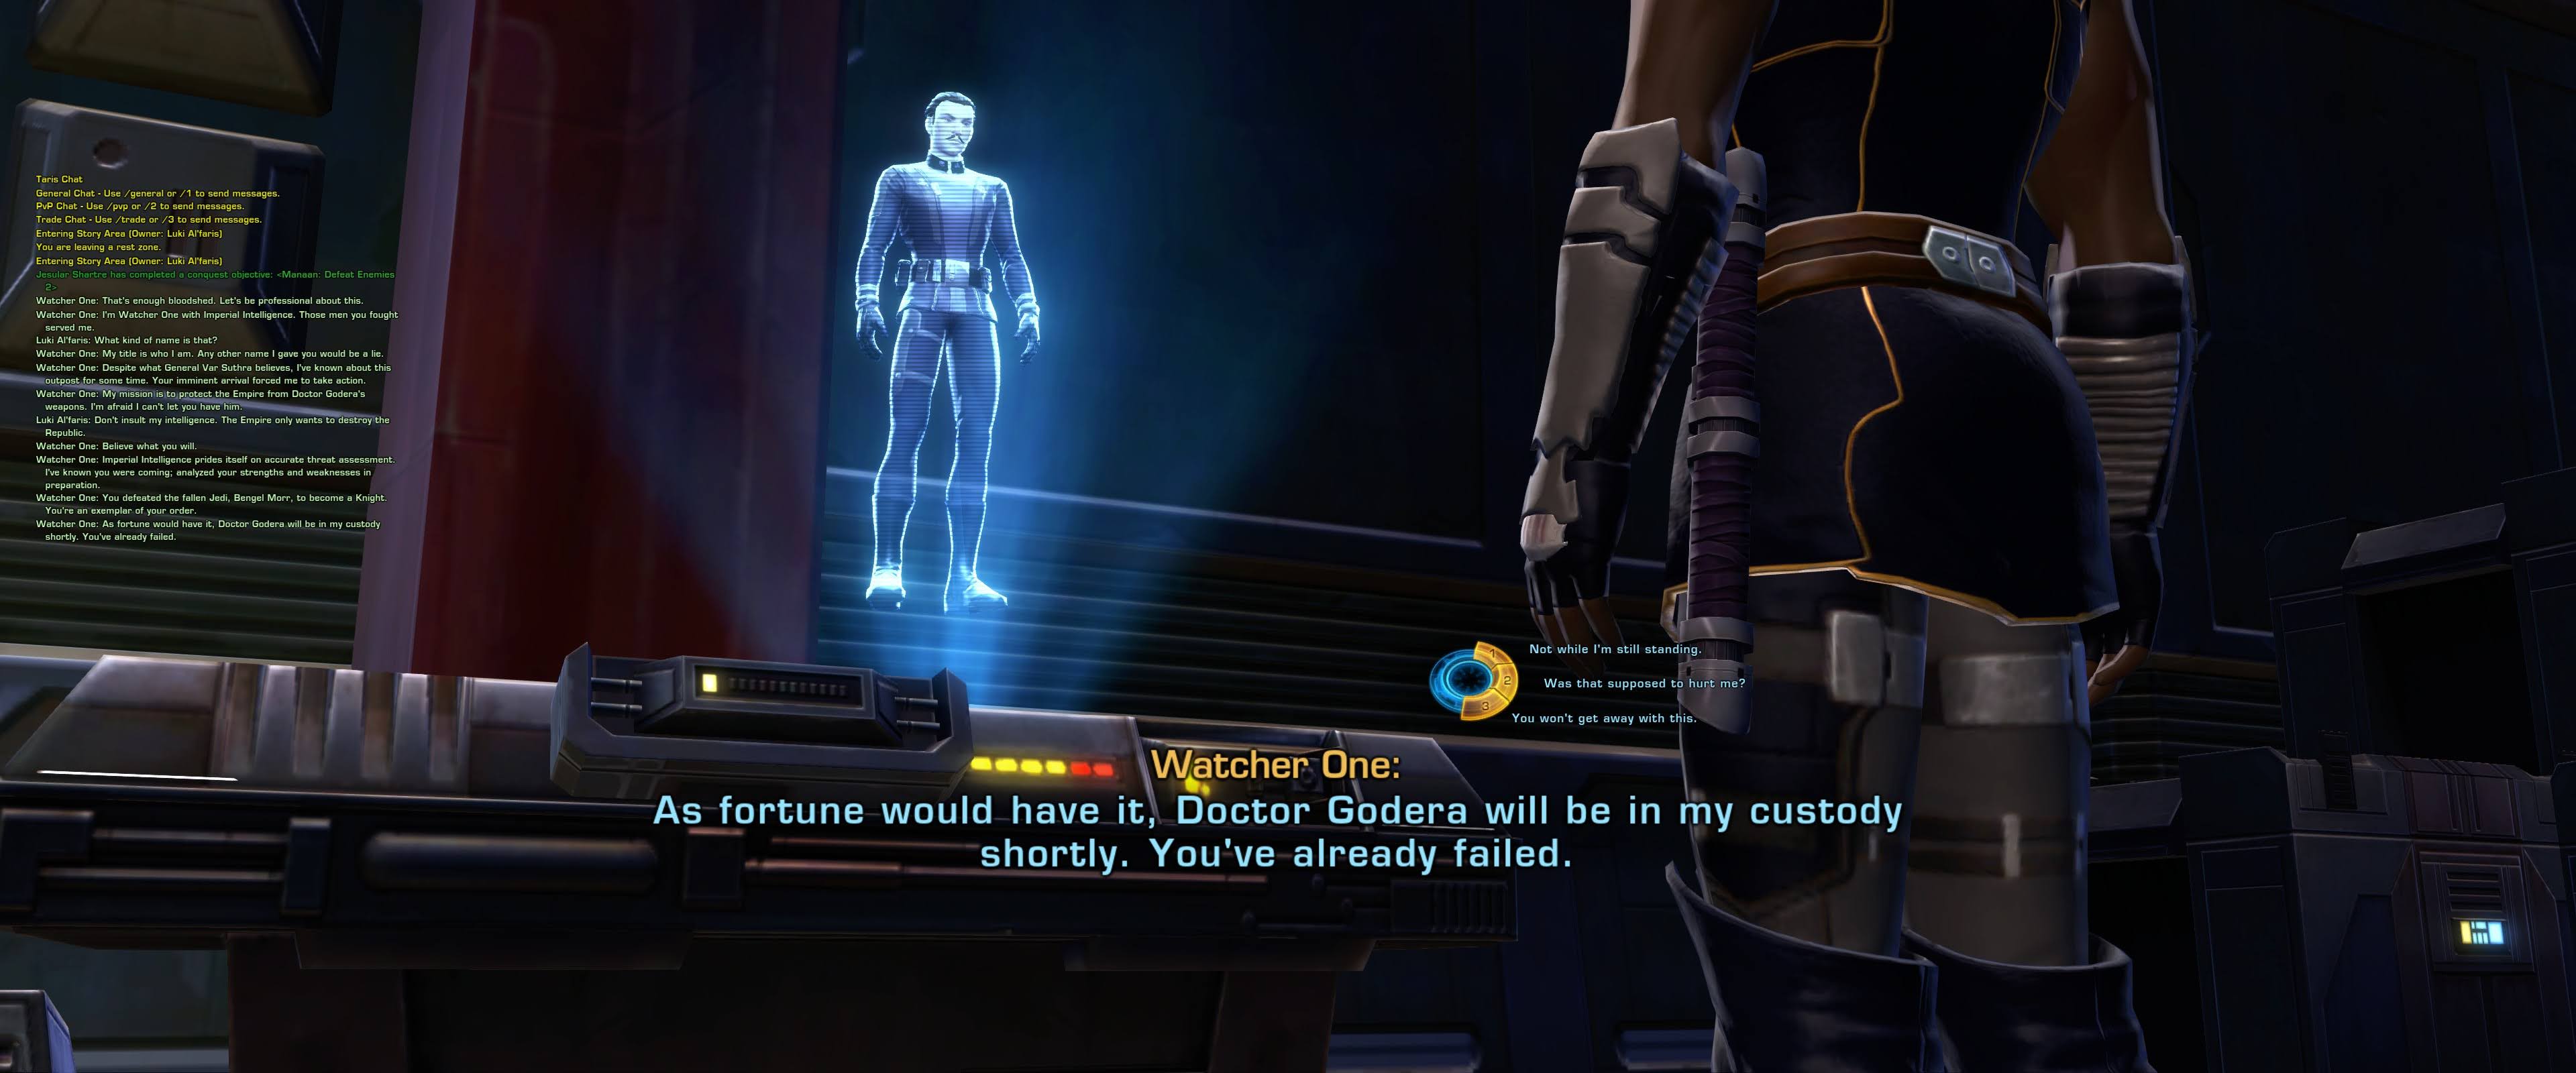 Taris Chat
General Chat - Use /general or /1 to send messages.
PvP Chat - Use /pvp or /2 to send messages.
Trade Chat - Use /trade or /3 to send messages.
Entering Story Area (Owner: Luki Al'faris)
You are leaving a rest zone.
Entering Story Area (Owner: Luki Al'faris)
Jesular Shartre has completed a conquest objective: <Manaan: Defeat Enemies
2>
Watcher One: That's enough bloodshed. Let's be professional about this.
Watcher One: I'm Watcher One with Imperial Intelligence. Those men you fought
served me.
Luki Al'faris: What kind of name is that?
Watcher One: My title is who I am. Any other name I gave you would be a lie.
Watcher One: Despite what General Var Suthra believes, I've known about this
outpost for some time. Your imminent arrival forced me to take action.
Watcher One: My mission is to protect the Empire from Doctor Godera's
weapons. I'm afraid I can't let you have him.
Luki Al'faris: Don't insult my intelligence. The Empire only wants to destroy the
Republic.
Watcher One: Believe what you will.
Watcher One: Imperial Intelligence prides itself on accurate threat assessment.
I've known you were coming; analyzed your strengths and weaknesses in
preparation.
Watcher One: You defeated the fallen Jedi, Bengel Morr, to become a Knight.
You're an exemplar of your order.
Watcher One: As fortune would have it, Doctor Godera will be in my custody
shortly. You've already failed.
1 Not while I'm still standing.
2 Was that supposed to hurt me?
3 You won't get away with this.
Watcher One:
As fortune would have it, Doctor Godera will be in my custody
shortly. You've already failed.